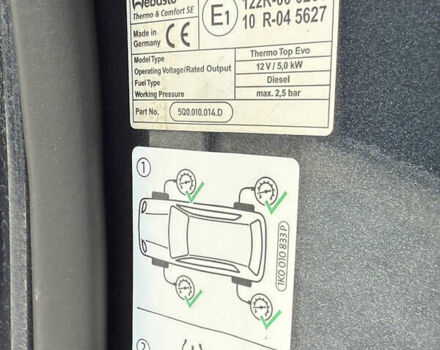 Webasto
Thermo & Comfort SE
Made in
Germany
CE
E1
10 R-04 5627
Model Type Thermo Top Evo
Operating Voltage/Rated Output 12 V / 5,0 kW
Fuel Type Diesel
Working Pressure max. 2,5 bar
Part No. 5Q0.010.014.D
1
1K0 010 833 P
2